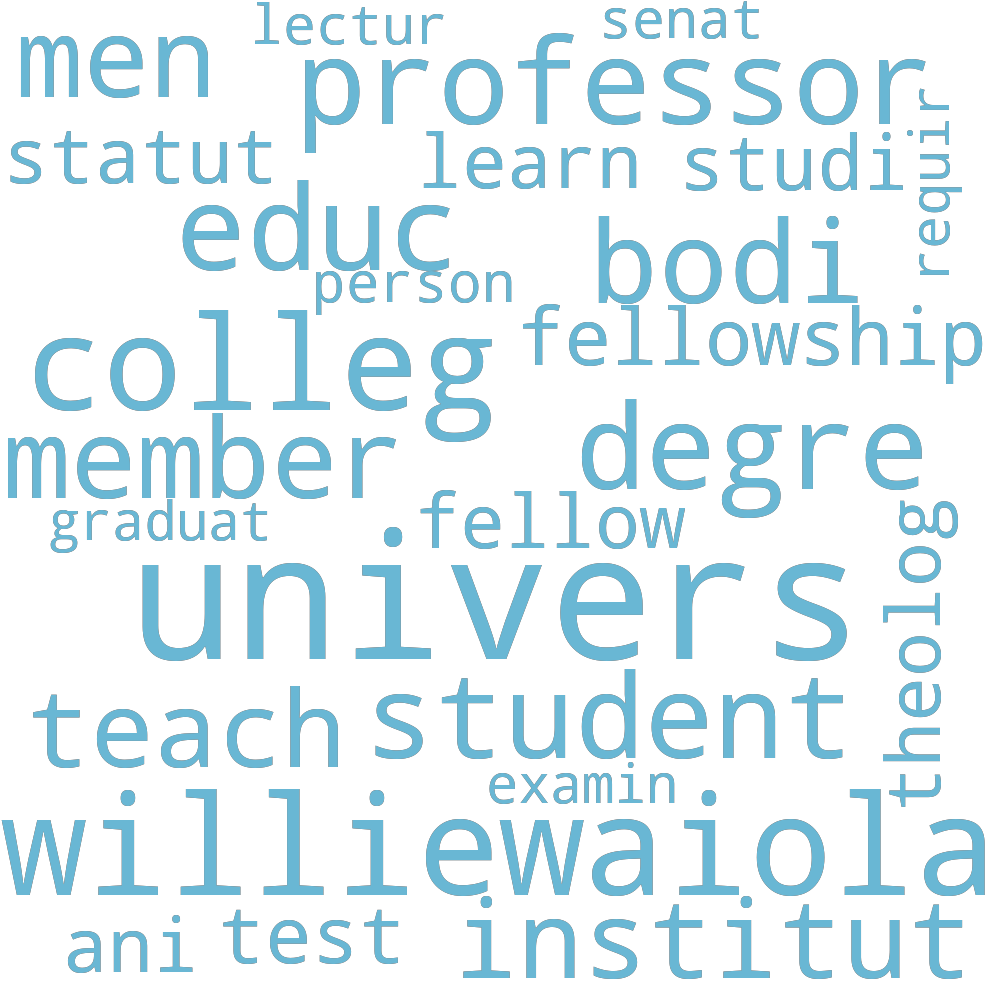 lectur
senat
men
professor
requir
statut
learn
studi
educ
bodi
person
fellowship
colleg
member
degre
graduat
fellow
theolog
univers
teach
student
examin
williewaiola
ani
test
institut